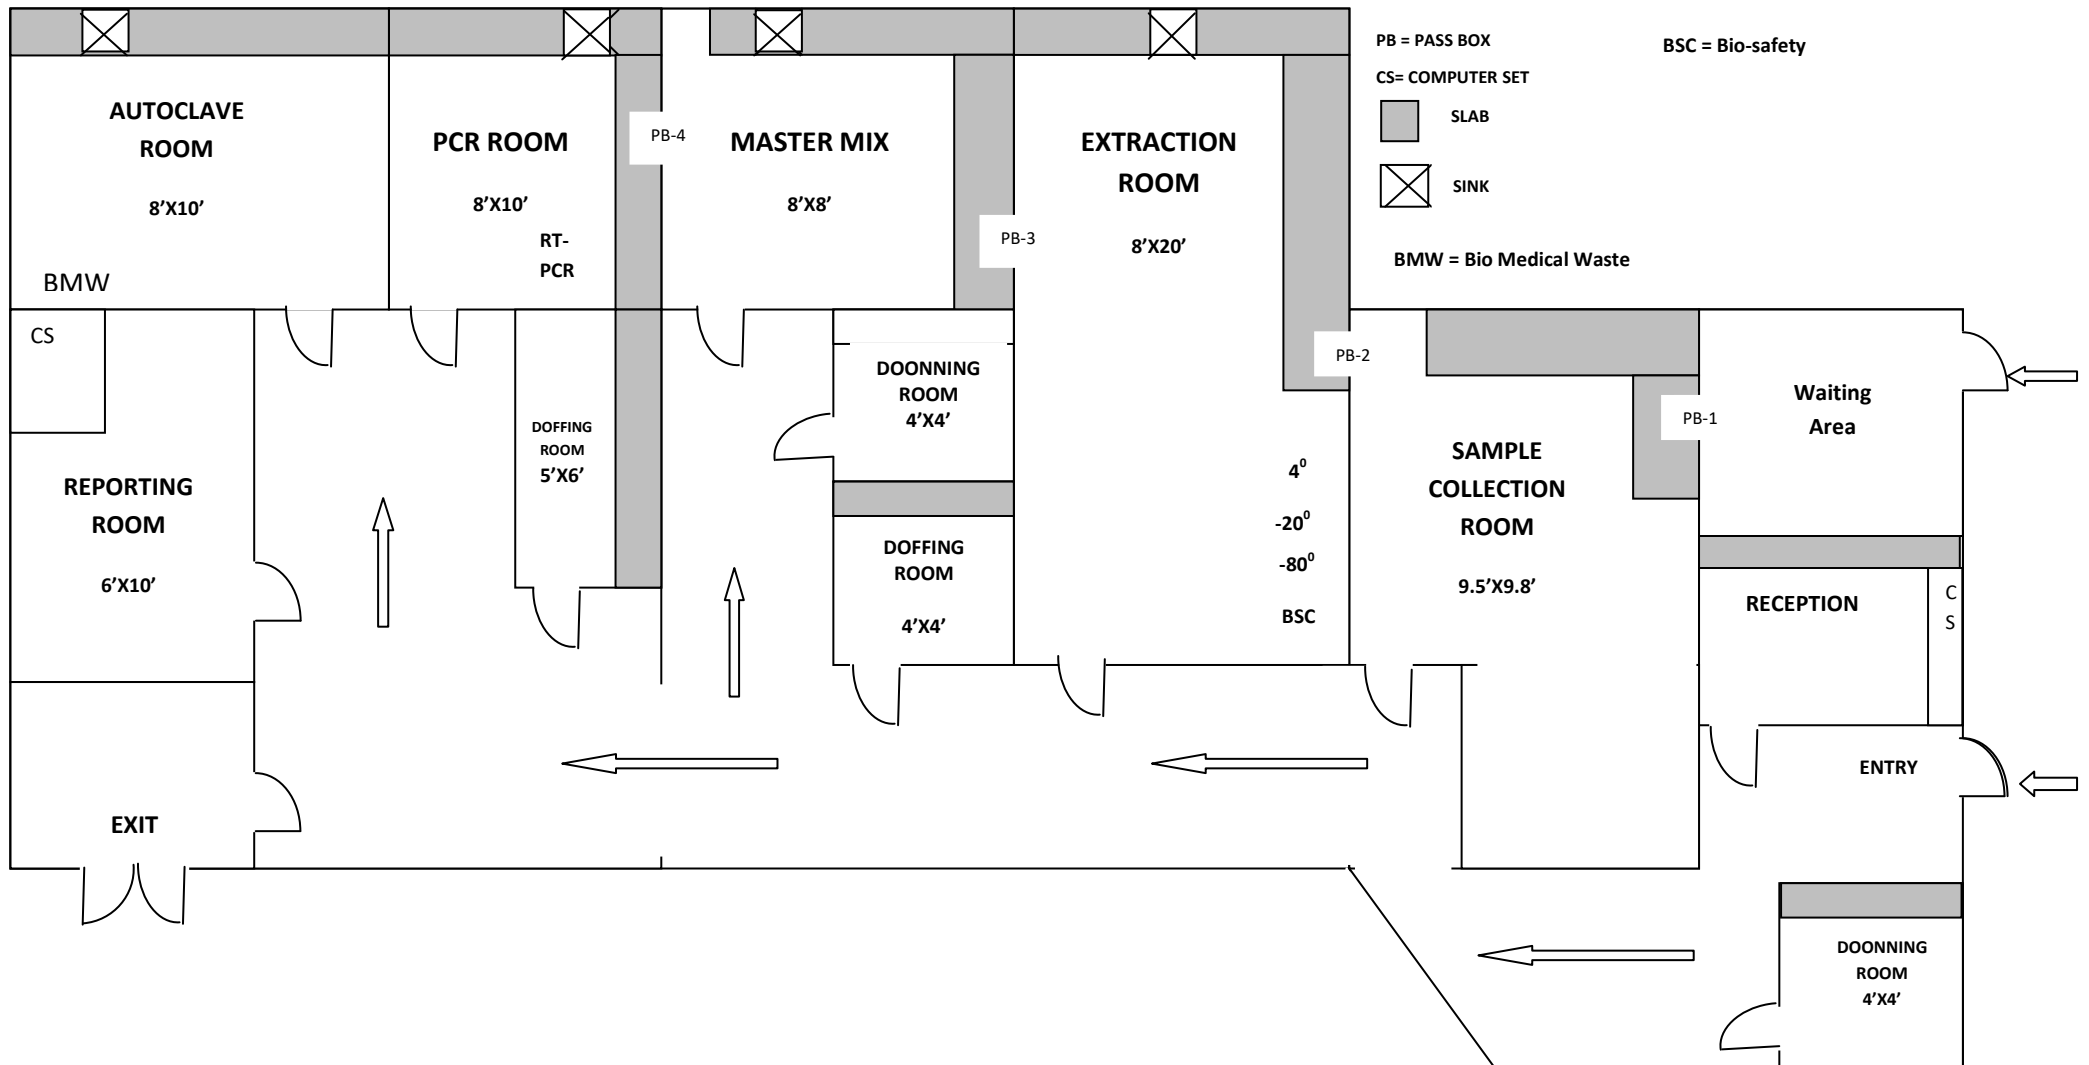 PB = PASS BOX
BSC = Bio-safety
CS= COMPUTER SET
SLAB
SINK
BMW = Bio Medical Waste
AUTOCLAVE
ROOM
8’X10’
BMW
PCR ROOM
8’X10’
RT-
PCR
PB-4
MASTER MIX
8’X8’
PB-3
EXTRACTION
ROOM
8’X20’
PB-2
4⁰
-20⁰
-80⁰
BSC
SAMPLE
COLLECTION
ROOM
9.5’X9.8’
PB-1
Waiting
Area
RECEPTION
C
S
ENTRY
DOONNING
ROOM
4’X4’
CS
REPORTING
ROOM
6’X10’
DOFFING
ROOM
5’X6’
DOONNING
ROOM
4’X4’
DOFFING
ROOM
4’X4’
EXIT